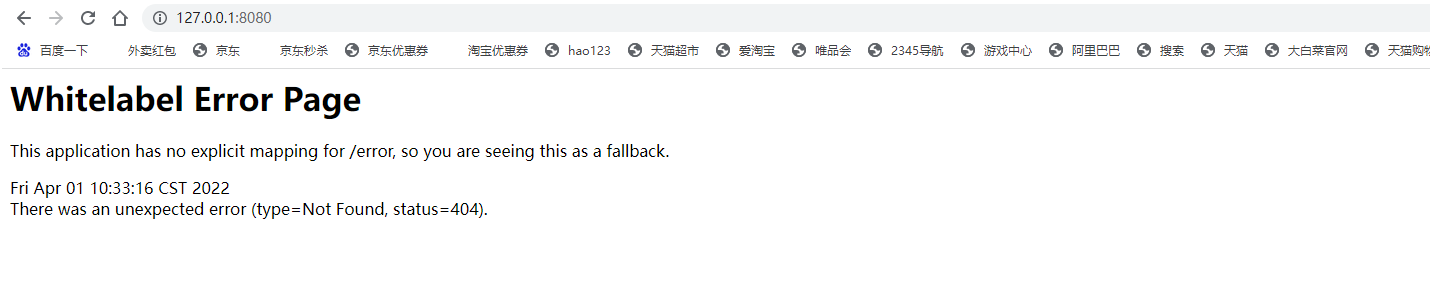 127.0.0.1:8080
百度一下 外卖红包 京东 京东秒杀 京东优惠券 淘宝优惠券 hao123 天猫超市 爱淘宝 唯品会 2345导航 游戏中心 阿里巴巴 搜索 天猫 大白菜官网 天猫购
Whitelabel Error Page
This application has no explicit mapping for /error, so you are seeing this as a fallback.
Fri Apr 01 10:33:16 CST 2022
There was an unexpected error (type=Not Found, status=404).